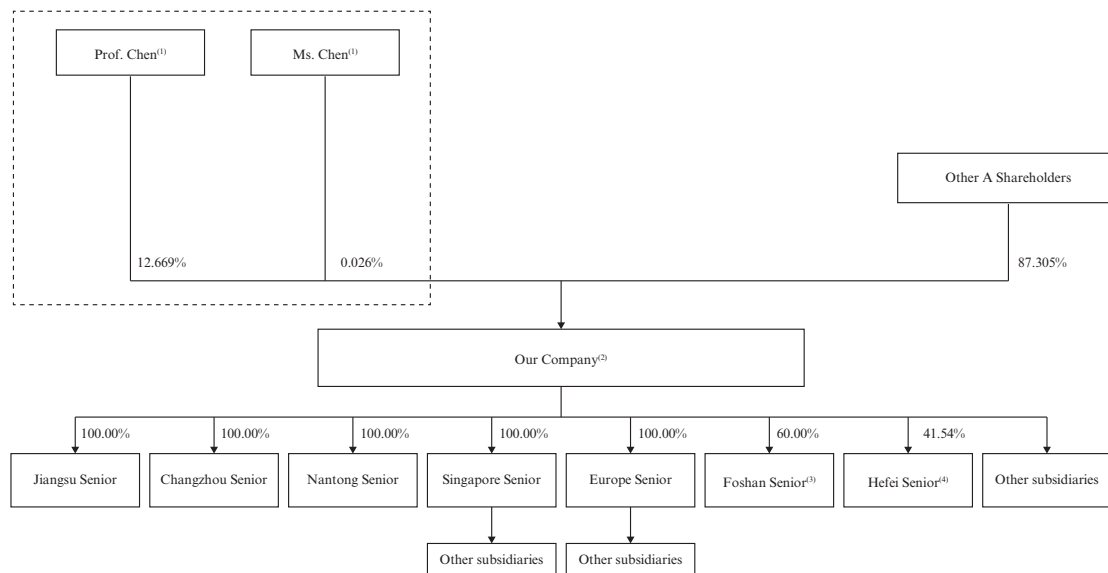 Prof. Chen(1)
Ms. Chen(1)
Other A Shareholders
12.669%
0.026%
87.305%
Our Company(2)
100.00%
100.00%
100.00%
100.00%
100.00%
60.00%
41.54%
Jiangsu Senior
Changzhou Senior
Nantong Senior
Singapore Senior
Europe Senior
Foshan Senior(3)
Hefei Senior(4)
Other subsidiaries
Other subsidiaries
Other subsidiaries